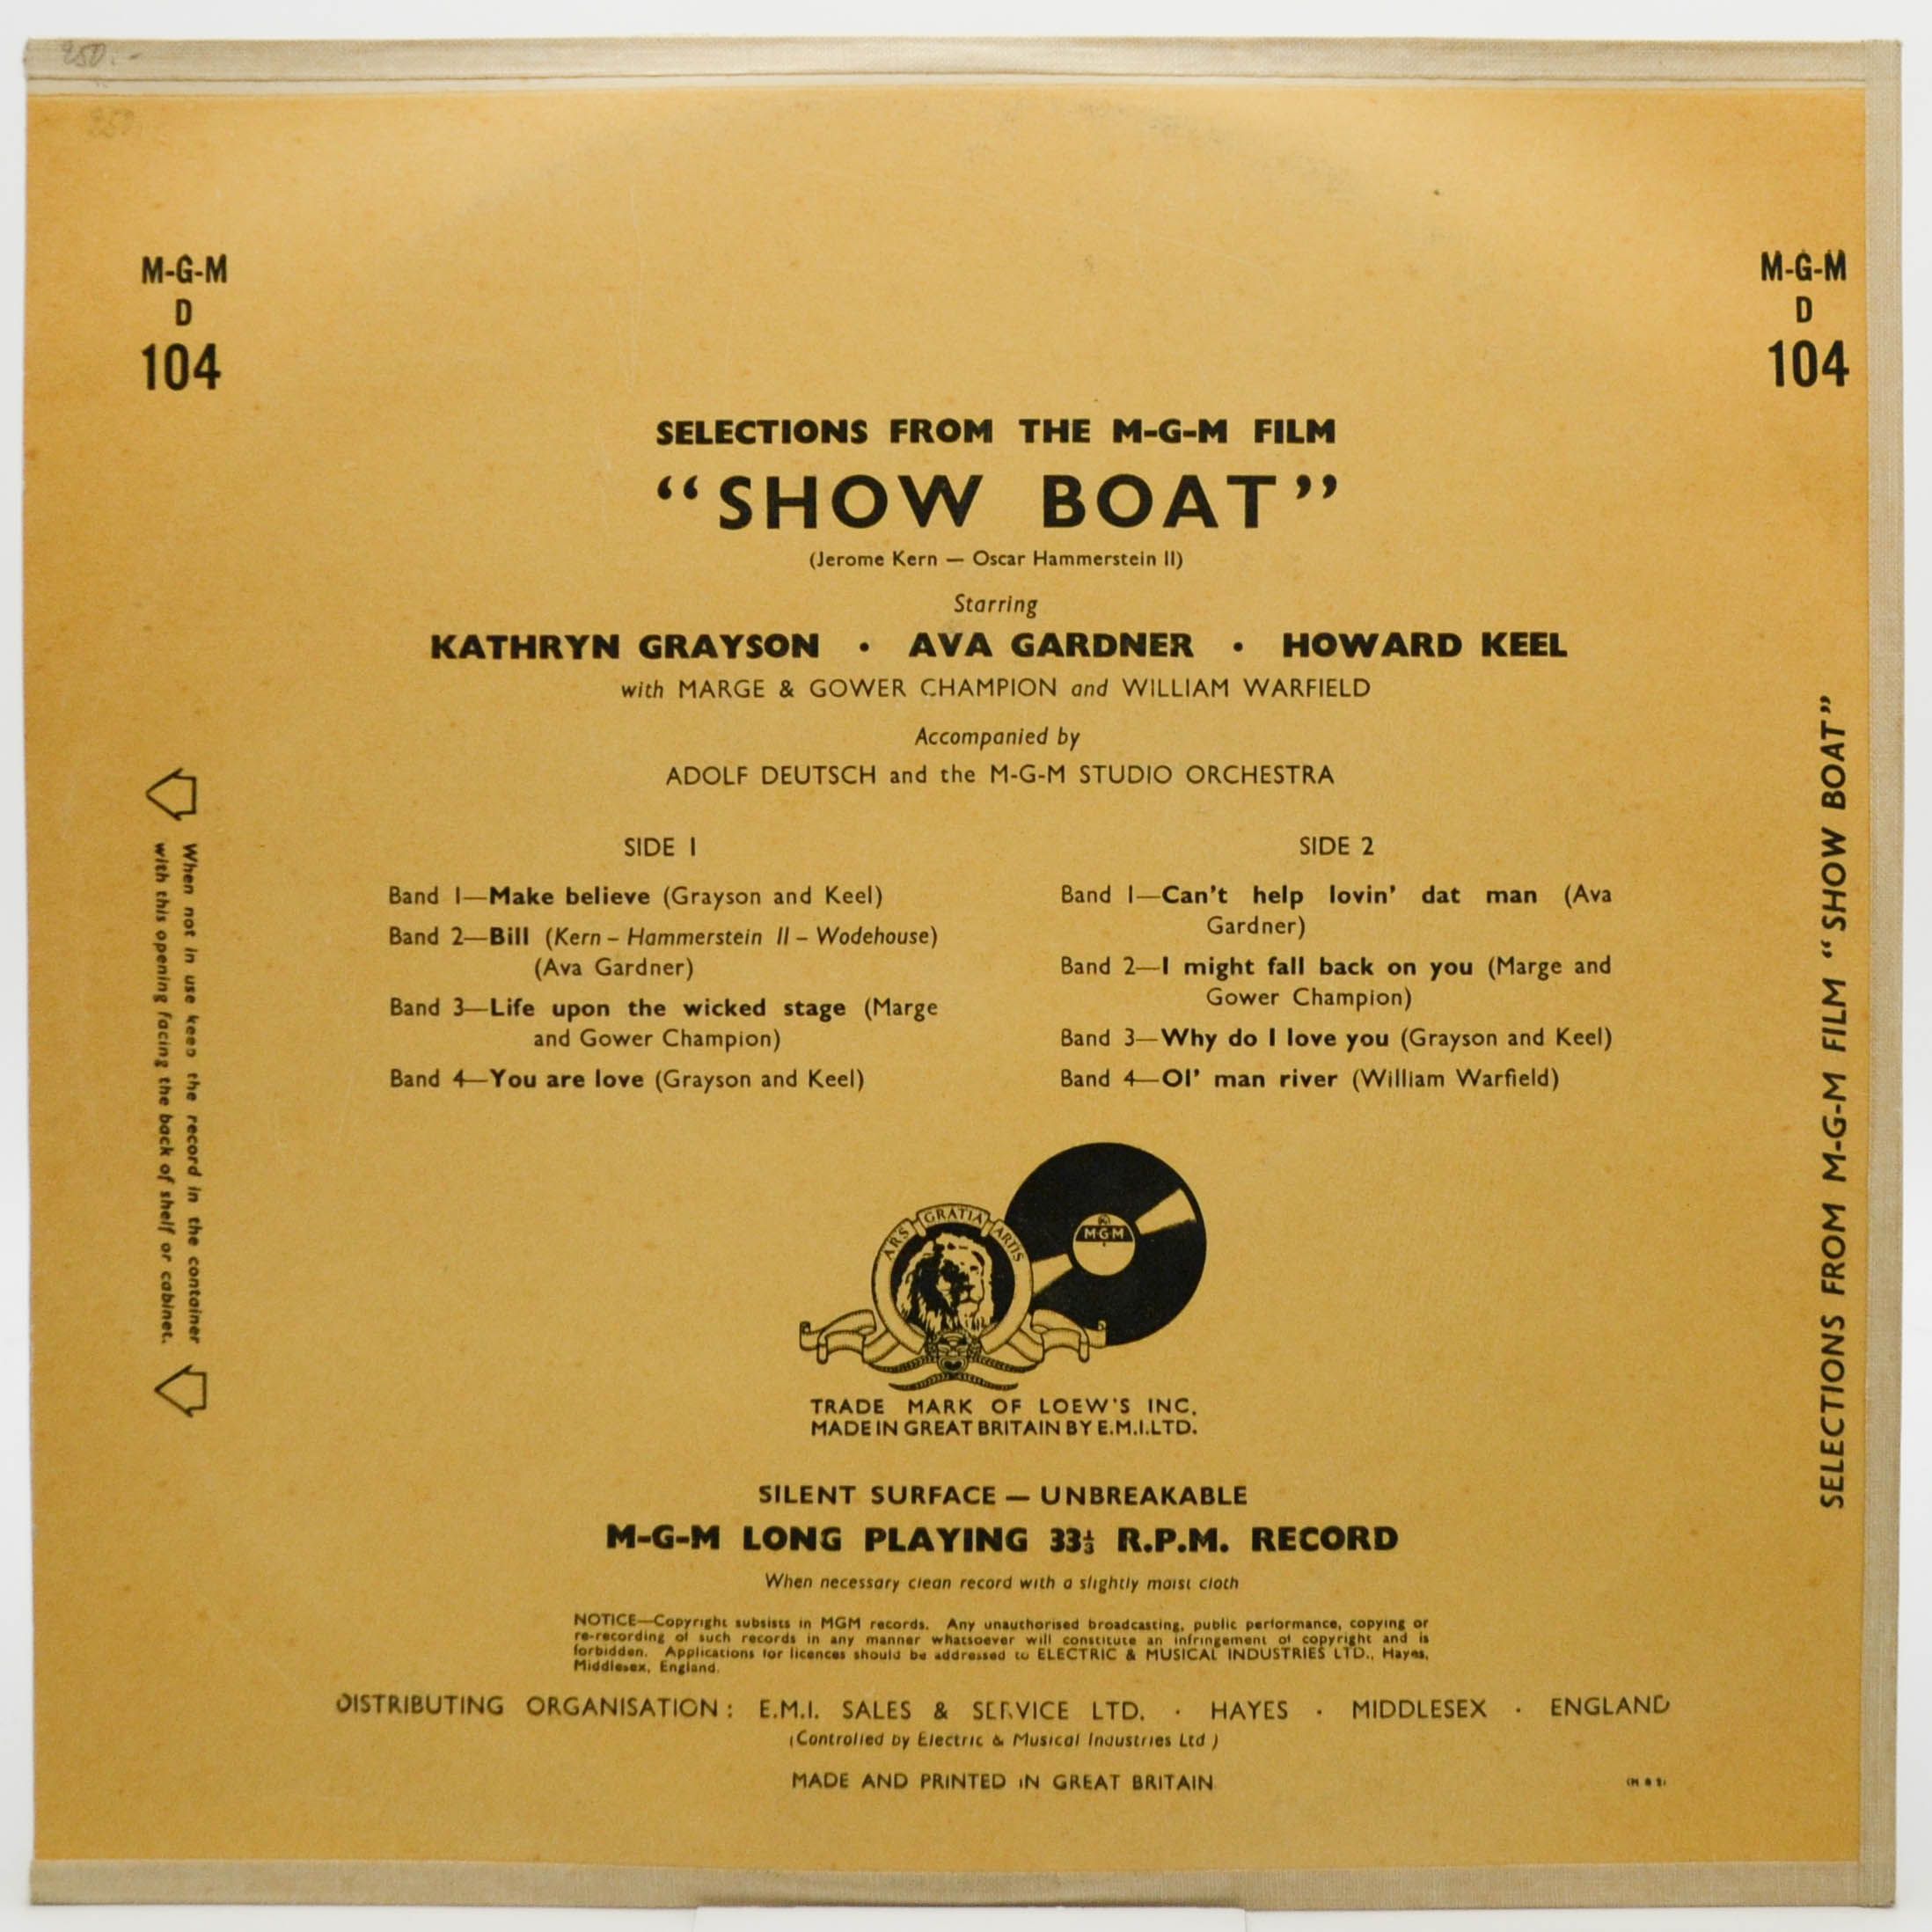 250.-
250
M-G-M
D
104
M-G-M
D
104
SELECTIONS FROM THE M-G-M FILM
“SHOW BOAT”
(Jerome Kern — Oscar Hammerstein II)
Starring
KATHRYN GRAYSON • AVA GARDNER • HOWARD KEEL
with MARGE & GOWER CHAMPION and WILLIAM WARFIELD
Accompanied by
ADOLF DEUTSCH and the M-G-M STUDIO ORCHESTRA
SIDE 1
Band 1—Make believe (Grayson and Keel)
Band 2—Bill (Kern – Hammerstein II – Wodehouse)
(Ava Gardner)
Band 3—Life upon the wicked stage (Marge
and Gower Champion)
Band 4—You are love (Grayson and Keel)
SIDE 2
Band 1—Can't help lovin' dat man (Ava
Gardner)
Band 2—I might fall back on you (Marge and
Gower Champion)
Band 3—Why do I love you (Grayson and Keel)
Band 4—Ol' man river (William Warfield)
When not in use keep the record in the container
with this opening facing the back of shelf or cabinet.
SELECTIONS FROM M-G-M FILM “SHOW BOAT”
ARS GRATIA ARTIS
MGM
TRADE MARK OF LOEW'S INC.
MADE IN GREAT BRITAIN BY E.M.I.LTD.
SILENT SURFACE — UNBREAKABLE
M-G-M LONG PLAYING 33⅓ R.P.M. RECORD
When necessary clean record with a slightly moist cloth
NOTICE—Copyright subsists in MGM records. Any unauthorised broadcasting, public performance, copying or
re-recording of such records in any manner whatsoever will constitute an infringement of copyright and is
forbidden. Applications for licences should be addressed to ELECTRIC & MUSICAL INDUSTRIES LTD., Hayes,
Middlesex, England.
DISTRIBUTING ORGANISATION: E.M.I. SALES & SERVICE LTD. · HAYES · MIDDLESEX · ENGLAND
(Controlled by Electric & Musical Industries Ltd)
MADE AND PRINTED IN GREAT BRITAIN